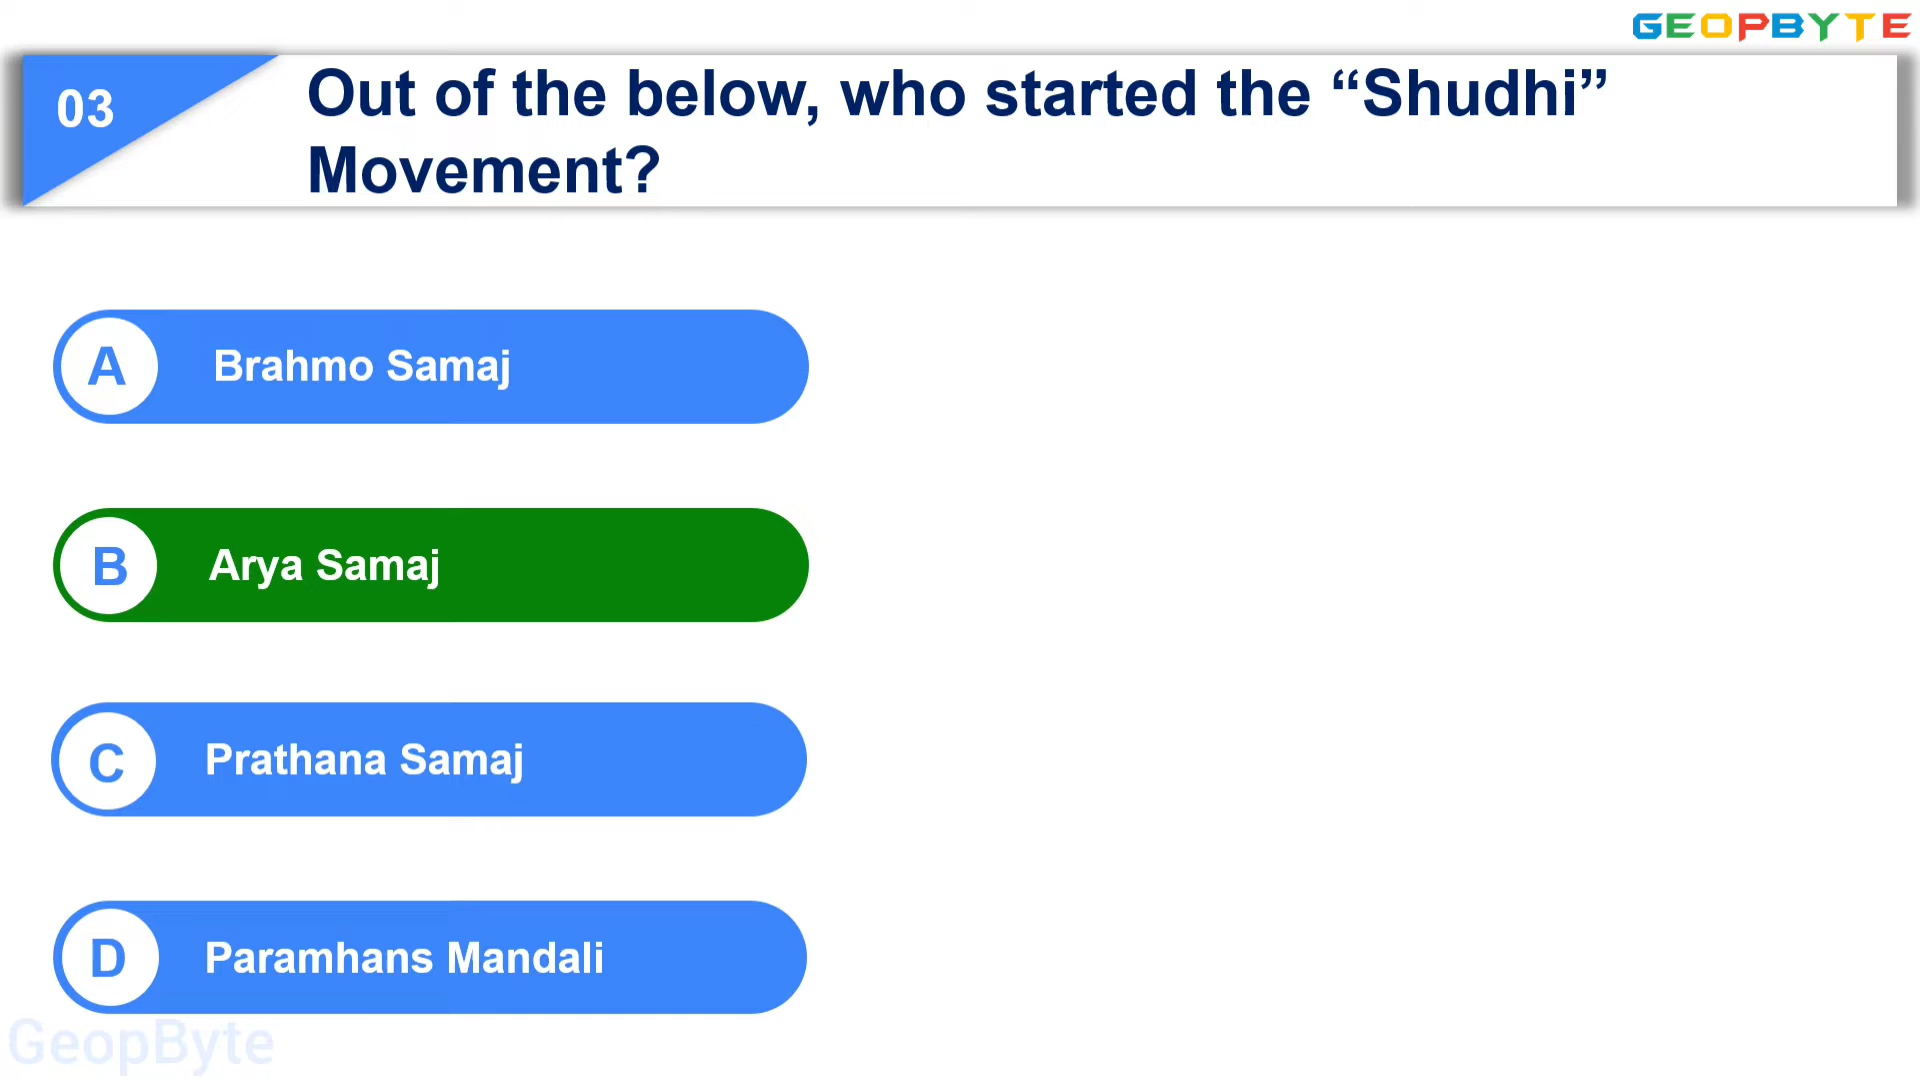 GEOPBYTE
03
Out of the below, who started the “Shudhi”
Movement?
A
Brahmo Samaj
B
Arya Samaj
C
Prathana Samaj
D
Paramhans Mandali
GeopByte